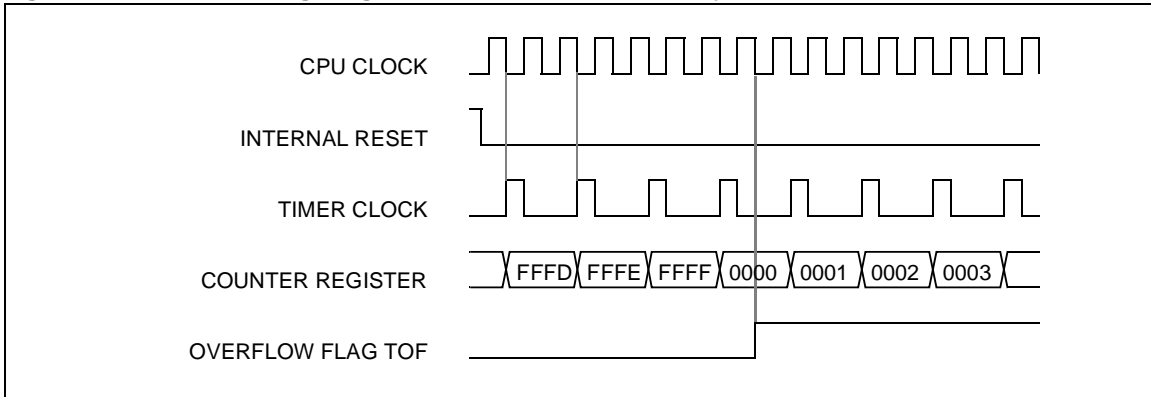 CPU CLOCK
INTERNAL RESET
TIMER CLOCK
COUNTER REGISTER
FFFD FFFE FFFF 0000 0001 0002 0003
OVERFLOW FLAG TOF